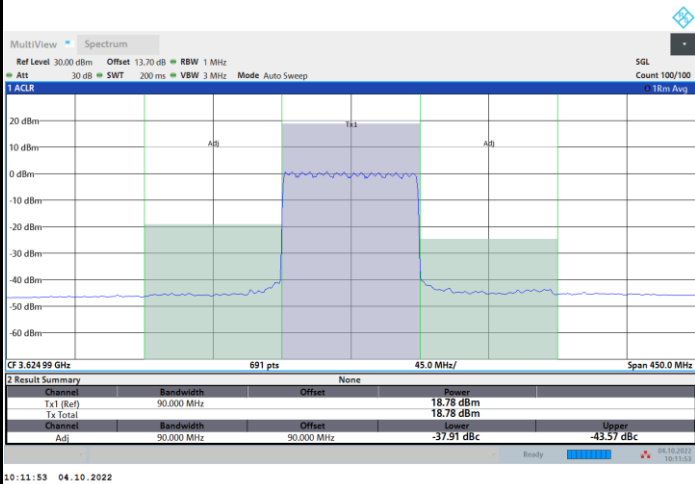 MultiView Spectrum
Ref Level 30.00 dBm Offset 13.70 dB RBW 1 MHz SGL
Att 30 dB SWT 200 ms VBW 3 MHz Mode Auto Sweep Count 100/100
1 ACLR 1Rm Avg
20 dBm
Tx1
10 dBm Adj Adj
0 dBm
-10 dBm
-20 dBm
-30 dBm
-40 dBm
-50 dBm
-60 dBm
CF 3.624 99 GHz 691 pts 45.0 MHz/ Span 450.0 MHz
2 Result Summary None
Channel Bandwidth Offset Power
Tx1 (Ref) 90.000 MHz 18.78 dBm
Tx Total 18.78 dBm
Channel Bandwidth Offset Lower Upper
Adj 90.000 MHz 90.000 MHz -37.91 dBc -43.57 dBc
Ready 04.10.2022
10:11:53
10:11:53 04.10.2022